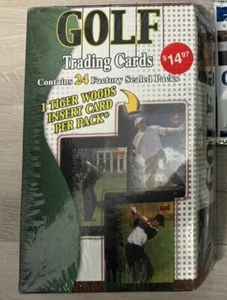 GOLF
Trading Cards
Contains 24 Factory Sealed Packs
$14.97
1 TIGER WOODS
INSERT CARD
PER PACK